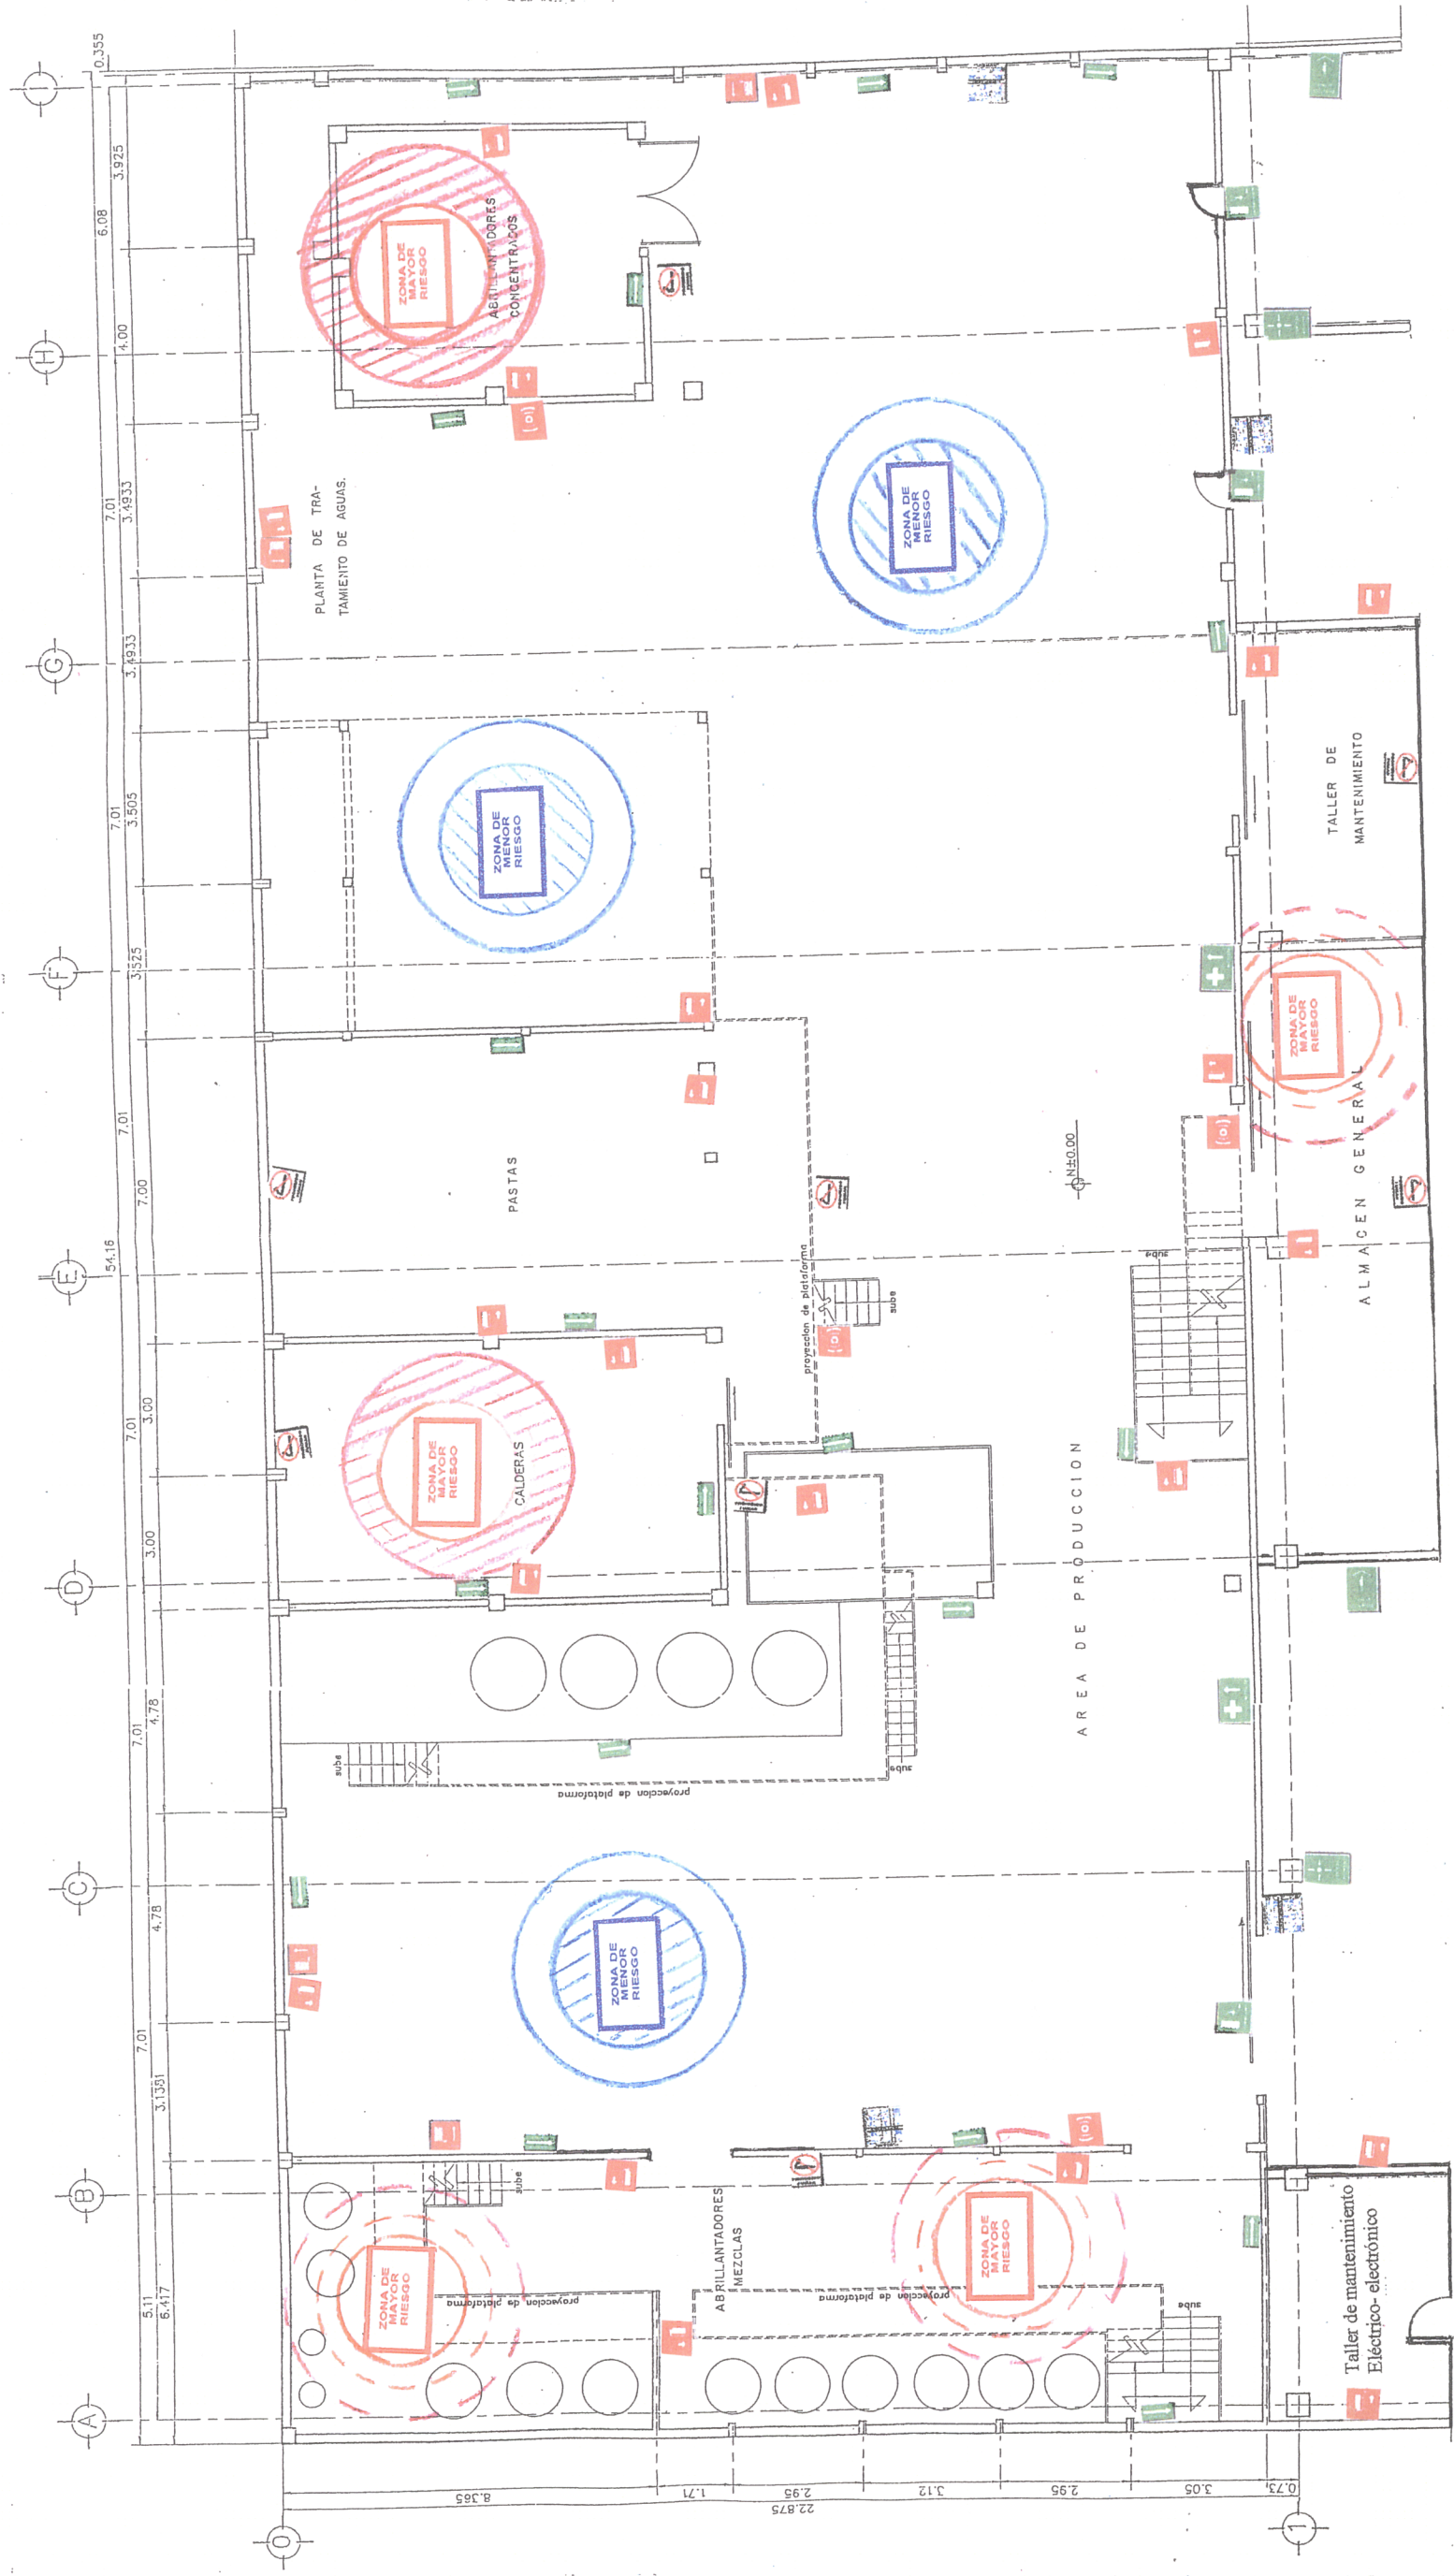 I
0.355
3.925
6.08
H
4.00
7.01
3.4933
G
3.4933
7.01
3.505
F
3.525
7.01
7.00
54.16
E
7.01
3.00
3.00
D
7.01
4.78
C
4.78
7.01
3.1381
B
5.11
6.417
A
ZONA DE
MAYOR
RIESGO
ABRILLANTADORES
CONCENTRADOS
PLANTA DE TRA-
TAMIENTO DE AGUAS.
ZONA DE
MENOR
RIESGO
ZONA DE
MENOR
RIESGO
TALLER DE
MANTENIMIENTO
ZONA DE
MAYOR
RIESGO
ALMACEN GENERAL
PASTAS
N±0.00
proyeccion de plataforma
sube
sube
ZONA DE
MAYOR
RIESGO
CALDERAS
AREA DE PRODUCCION
sube
sube
proyeccion de plataforma
ZONA DE
MENOR
RIESGO
sube
ZONA DE
MAYOR
RIESGO
proyeccion de plataforma
ABRILLANTADORES
MEZCLAS
proyeccion de plataforma
ZONA DE
MAYOR
RIESGO
sube
Taller de mantenimiento
Eléctrico- electrónico
8.365
1.71
2.95
3.12
2.95
3.05
0.73
22.875
0
1